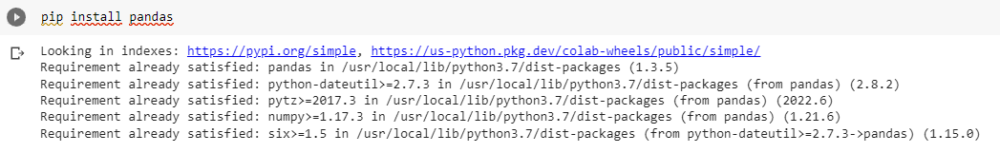 pip install pandas
Looking in indexes: https://pypi.org/simple, https://us-python.pkg.dev/colab-wheels/public/simple/
Requirement already satisfied: pandas in /usr/local/lib/python3.7/dist-packages (1.3.5)
Requirement already satisfied: python-dateutil>=2.7.3 in /usr/local/lib/python3.7/dist-packages (from pandas) (2.8.2)
Requirement already satisfied: pytz>=2017.3 in /usr/local/lib/python3.7/dist-packages (from pandas) (2022.6)
Requirement already satisfied: numpy>=1.17.3 in /usr/local/lib/python3.7/dist-packages (from pandas) (1.21.6)
Requirement already satisfied: six>=1.5 in /usr/local/lib/python3.7/dist-packages (from python-dateutil>=2.7.3->pandas) (1.15.0)